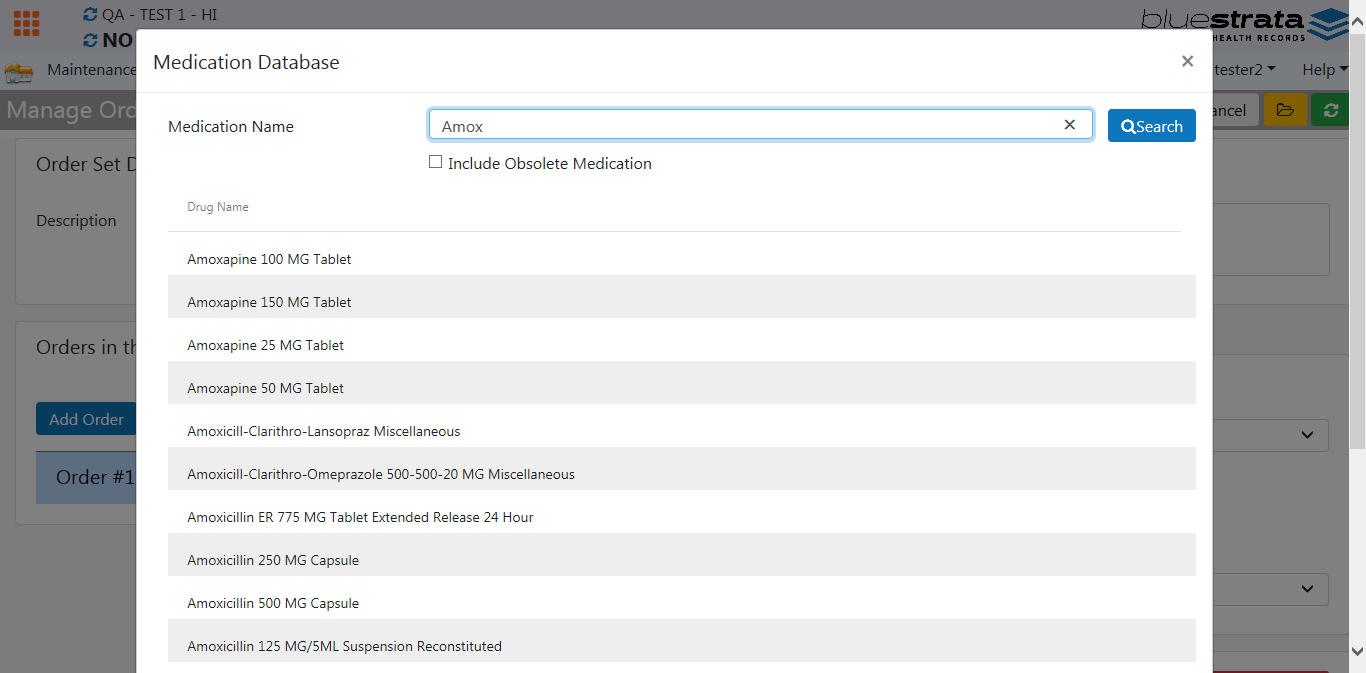 QA - TEST 1 - HI
NO
bluestrata
HEALTH RECORDS
Maintenance
tester2
Help
Manage Ord
ancel
Medication Database
×
Medication Name
Amox
Search
Include Obsolete Medication
Order Set D
Description
Drug Name
Amoxapine 100 MG Tablet
Amoxapine 150 MG Tablet
Amoxapine 25 MG Tablet
Orders in th
Amoxapine 50 MG Tablet
Add Order
Amoxicill-Clarithro-Lansopraz Miscellaneous
Order #1
Amoxicill-Clarithro-Omeprazole 500-500-20 MG Miscellaneous
Amoxicillin ER 775 MG Tablet Extended Release 24 Hour
Amoxicillin 250 MG Capsule
Amoxicillin 500 MG Capsule
Amoxicillin 125 MG/5ML Suspension Reconstituted